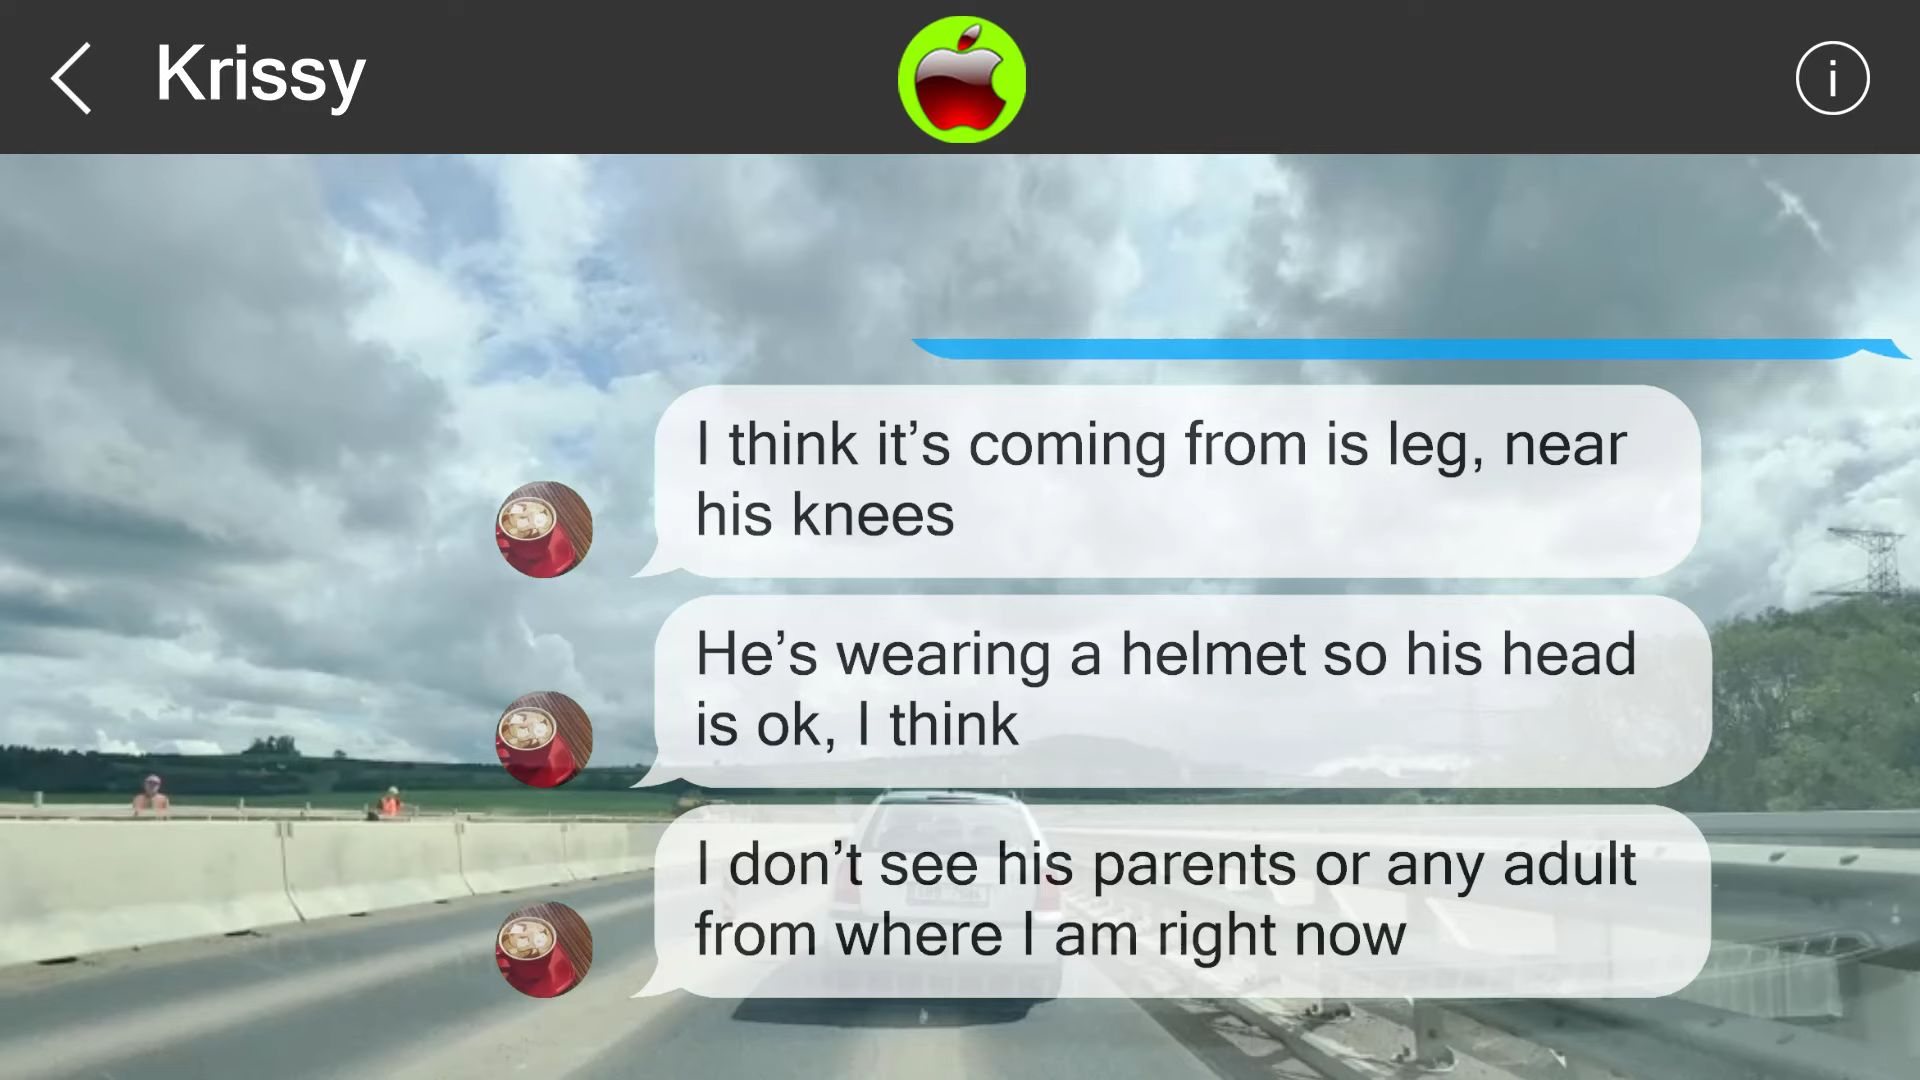 Krissy
i
I think it’s coming from is leg, near
his knees
He’s wearing a helmet so his head
is ok, I think
I don’t see his parents or any adult
from where I am right now